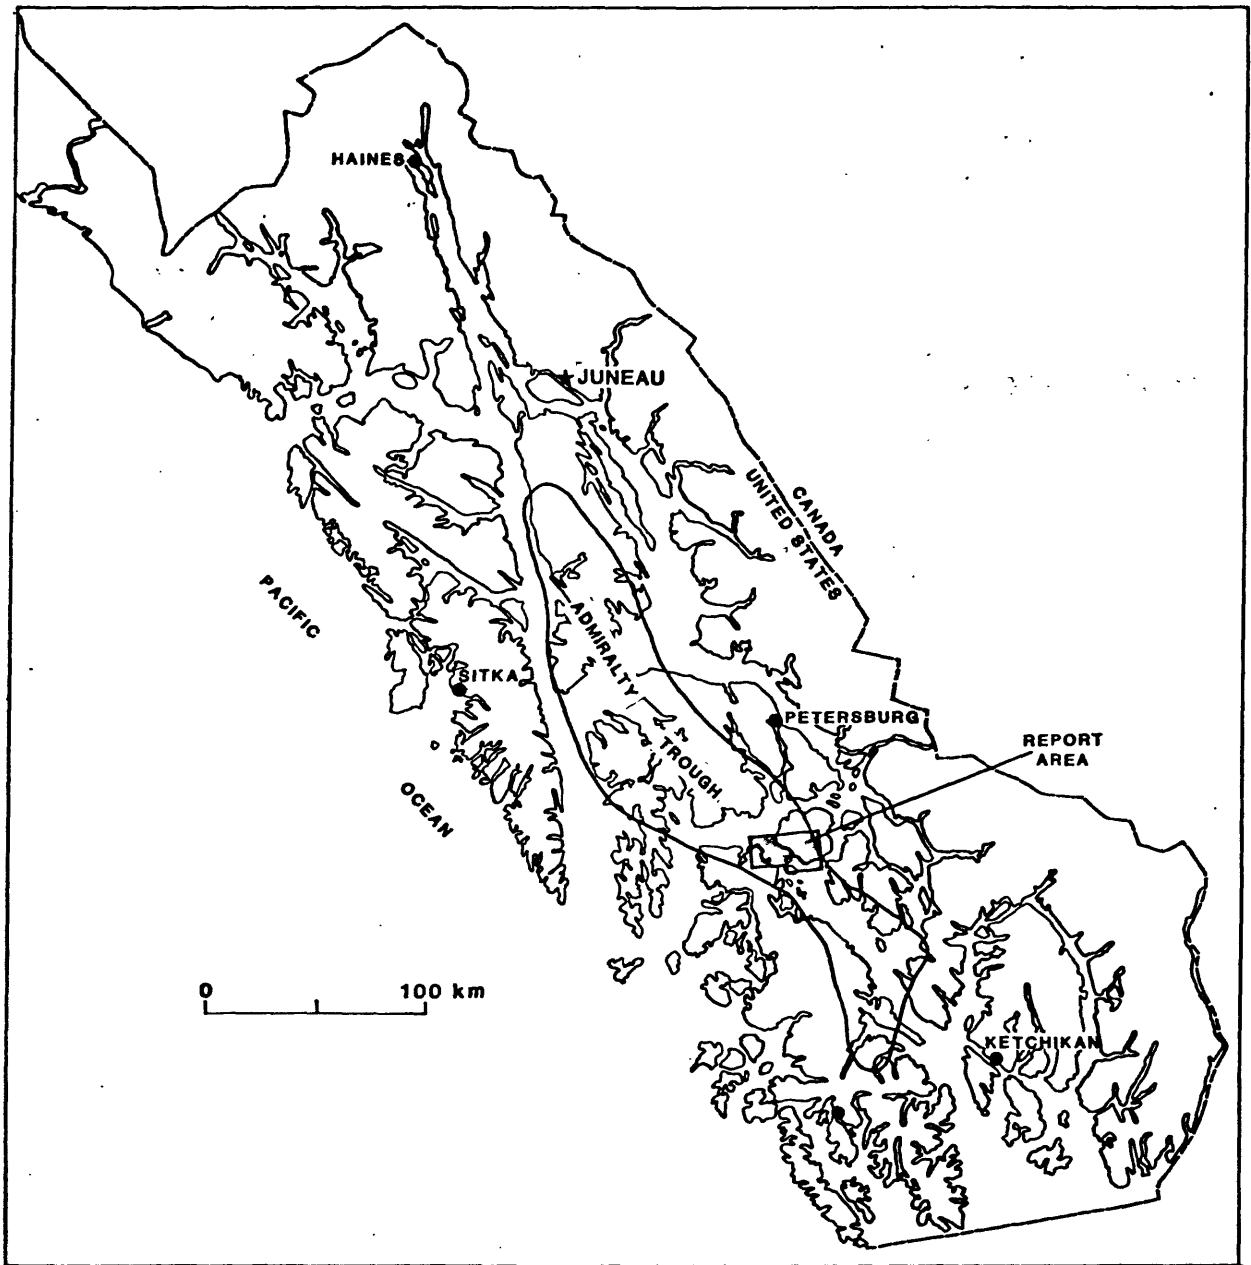 HAINES
JUNEAU
CANADA
UNITED STATES
PACIFIC
OCEAN
ADMIRALTY
TROUGH
SITKA
PETERSBURG
REPORT
AREA
0 100 km
KETCHIKAN